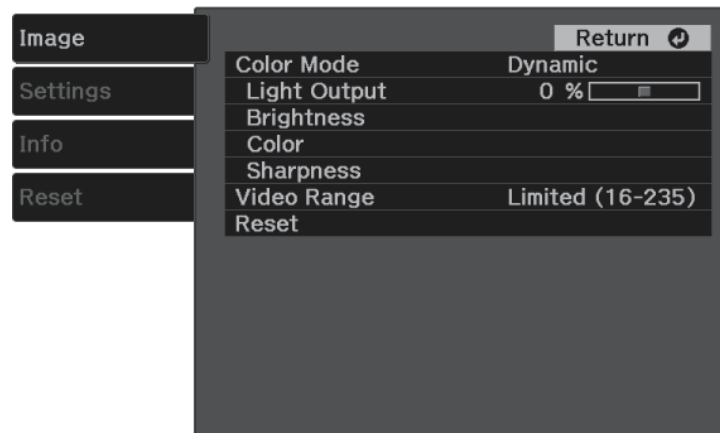 Image
Settings
Info
Reset
Return
Color Mode Dynamic
Light Output 0 %
Brightness
Color
Sharpness
Video Range Limited (16-235)
Reset